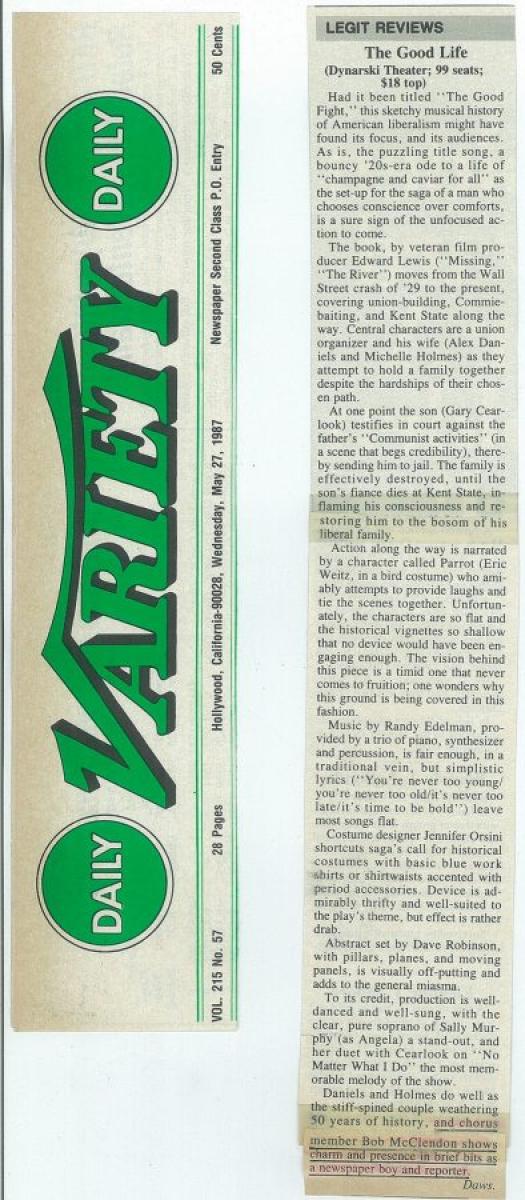 DAILY
VARIETY
DAILY
VOL. 215 No. 57
28 Pages
Hollywood, California-90028, Wednesday, May 27, 1987
Newspaper Second Class P.O. Entry
50 Cents
LEGIT REVIEWS
The Good Life
(Dynarski Theater; 99 seats;
$18 top)
Had it been titled "The Good
Fight," this sketchy musical history
of American liberalism might have
found its focus, and its audiences.
As is, the puzzling title song, a
bouncy '20s-era ode to a life of
"champagne and caviar for all" as
the set-up for the saga of a man who
chooses conscience over comforts,
is a sure sign of the unfocused ac-
tion to come.
The book, by veteran film pro-
ducer Edward Lewis ("Missing,"
"The River") moves from the Wall
Street crash of '29 to the present,
covering union-building, Commie-
baiting, and Kent State along the
way. Central characters are a union
organizer and his wife (Alex Dan-
iels and Michelle Holmes) as they
attempt to hold a family together
despite the hardships of their chos-
en path.
At one point the son (Gary Cear-
look) testifies in court against the
father's "Communist activities" (in
a scene that begs credibility), there-
by sending him to jail. The family is
effectively destroyed, until the
son's fiance dies at Kent State, in-
flaming his consciousness and re-
storing him to the bosom of his
liberal family.
Action along the way is narrated
by a character called Parrot (Eric
Weitz, in a bird costume) who ami-
ably attempts to provide laughs and
tie the scenes together. Unfortun-
ately, the characters are so flat and
the historical vignettes so shallow
that no device would have been en-
gaging enough. The vision behind
this piece is a timid one that never
comes to fruition; one wonders why
this ground is being covered in this
fashion.
Music by Randy Edelman, pro-
vided by a trio of piano, synthesizer
and percussion, is fair enough, in a
traditional vein, but simplistic
lyrics ("You're never too young/
you're never too old/it's never too
late/it's time to be bold") leave
most songs flat.
Costume designer Jennifer Orsini
shortcuts saga's call for historical
costumes with basic blue work
shirts or shirtwaists accented with
period accessories. Device is ad-
mirably thrifty and well-suited to
the play's theme, but effect is rather
drab.
Abstract set by Dave Robinson,
with pillars, planes, and moving
panels, is visually off-putting and
adds to the general miasma.
To its credit, production is well-
danced and well-sung, with the
clear, pure soprano of Sally Mur-
phy (as Angela) a stand-out, and
her duet with Cearlook on "No
Matter What I Do" the most mem-
orable melody of the show.
Daniels and Holmes do well as
the stiff-spined couple weathering
50 years of history, and chorus
member Bob McClendon shows
charm and presence in brief bits as
a newspaper boy and reporter.
Daws.